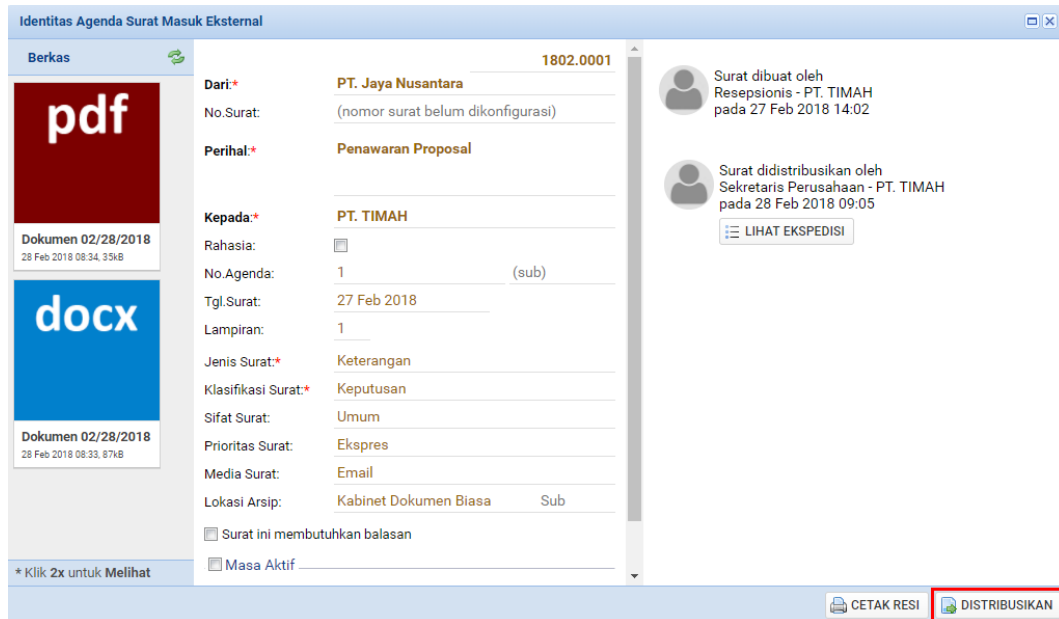 Identitas Agenda Surat Masuk Eksternal
Berkas
pdf
Dokumen 02/28/2018
28 Feb 2018 08:34, 35kB
docx
Dokumen 02/28/2018
28 Feb 2018 08:33, 87kB
* Klik 2x untuk Melihat
1802.0001
Dari:* PT. Jaya Nusantara
No.Surat: (nomor surat belum dikonfigurasi)
Perihal:* Penawaran Proposal
Kepada:* PT. TIMAH
Rahasia:
No.Agenda: 1 (sub)
Tgl.Surat: 27 Feb 2018
Lampiran: 1
Jenis Surat:* Keterangan
Klasifikasi Surat:* Keputusan
Sifat Surat: Umum
Prioritas Surat: Ekspres
Media Surat: Email
Lokasi Arsip: Kabinet Dokumen Biasa Sub
Surat ini membutuhkan balasan
Masa Aktif
Surat dibuat oleh
Resepsionis - PT. TIMAH
pada 27 Feb 2018 14:02
Surat didistribusikan oleh
Sekretaris Perusahaan - PT. TIMAH
pada 28 Feb 2018 09:05
LIHAT EKSPEDISI
CETAK RESI DISTRIBUSIKAN